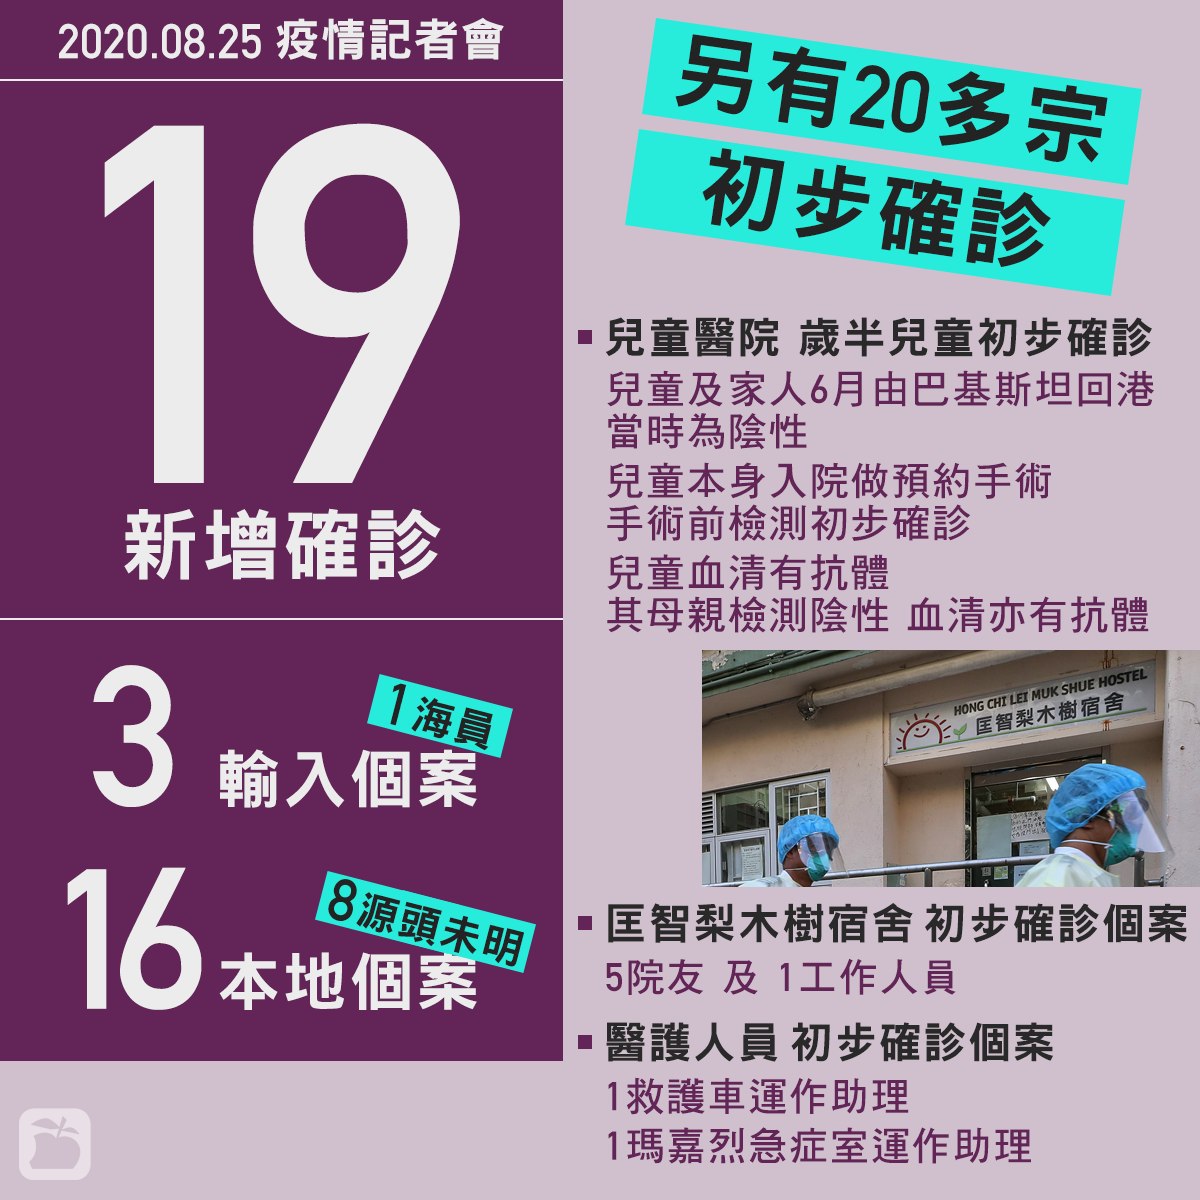 2020.08.25 疫情記者會
19
新增確診
3
1海員
輸入個案
16
8源頭未明
本地個案
另有20多宗
初步確診
兒童醫院 歲半兒童初步確診
兒童及家人6月由巴基斯坦回港
當時為陰性
兒童本身入院做預約手術
手術前檢測初步確診
兒童血清有抗體
其母親檢測陰性 血清亦有抗體
HONG CHI LEI MUK SHUE HOSTEL
匡智梨木樹宿舍
匡智梨木樹宿舍 初步確診個案
5院友 及 1工作人員
醫護人員 初步確診個案
1救護車運作助理
1瑪嘉烈急症室運作助理